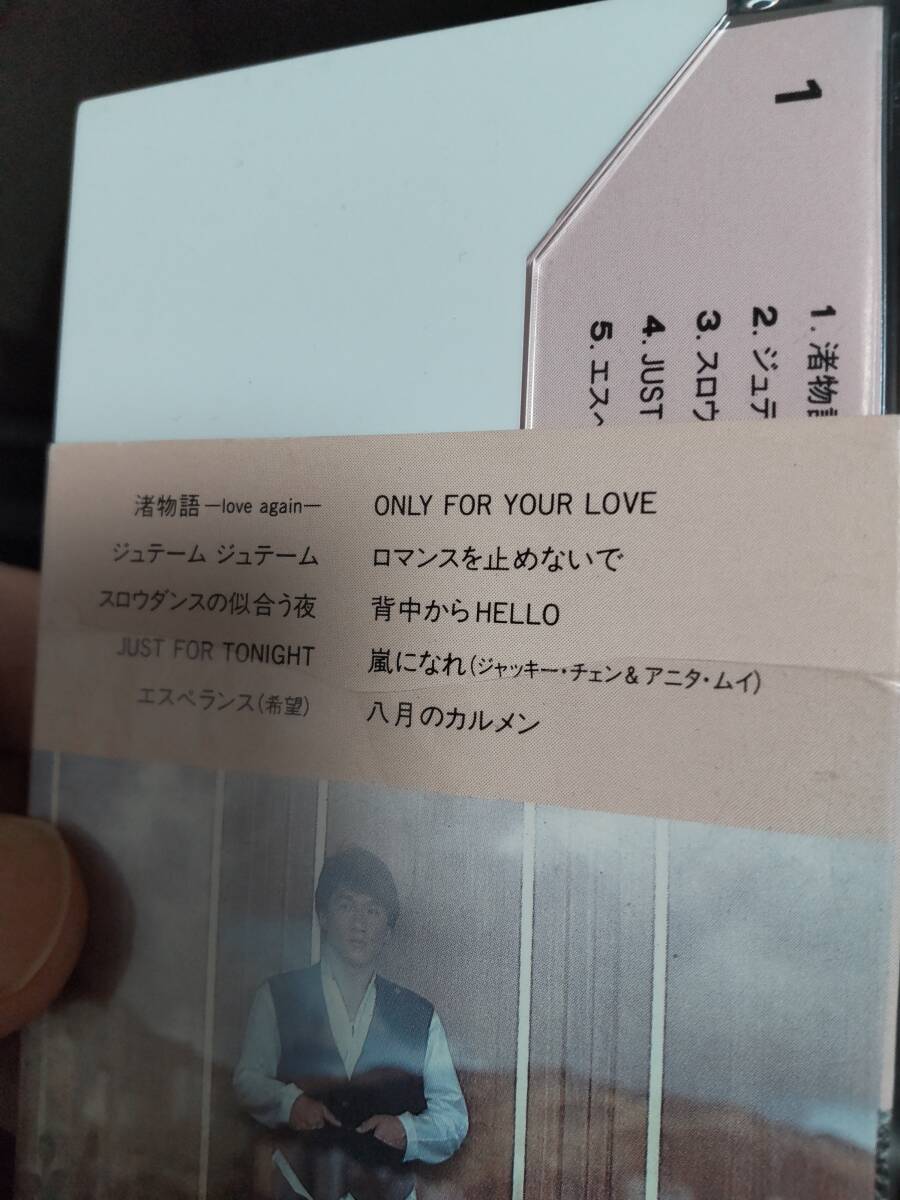 1
1. 渚物語
2. ジュテ
3. スロウ
4. JUST
5. エスペ
渚物語 ―love again―
ジュテーム ジュテーム
スロウダンスの似合う夜
JUST FOR TONIGHT
エスペランス(希望)
ONLY FOR YOUR LOVE
ロマンスを止めないで
背中からHELLO
嵐になれ(ジャッキー・チェン&アニタ・ムイ)
八月のカルメン